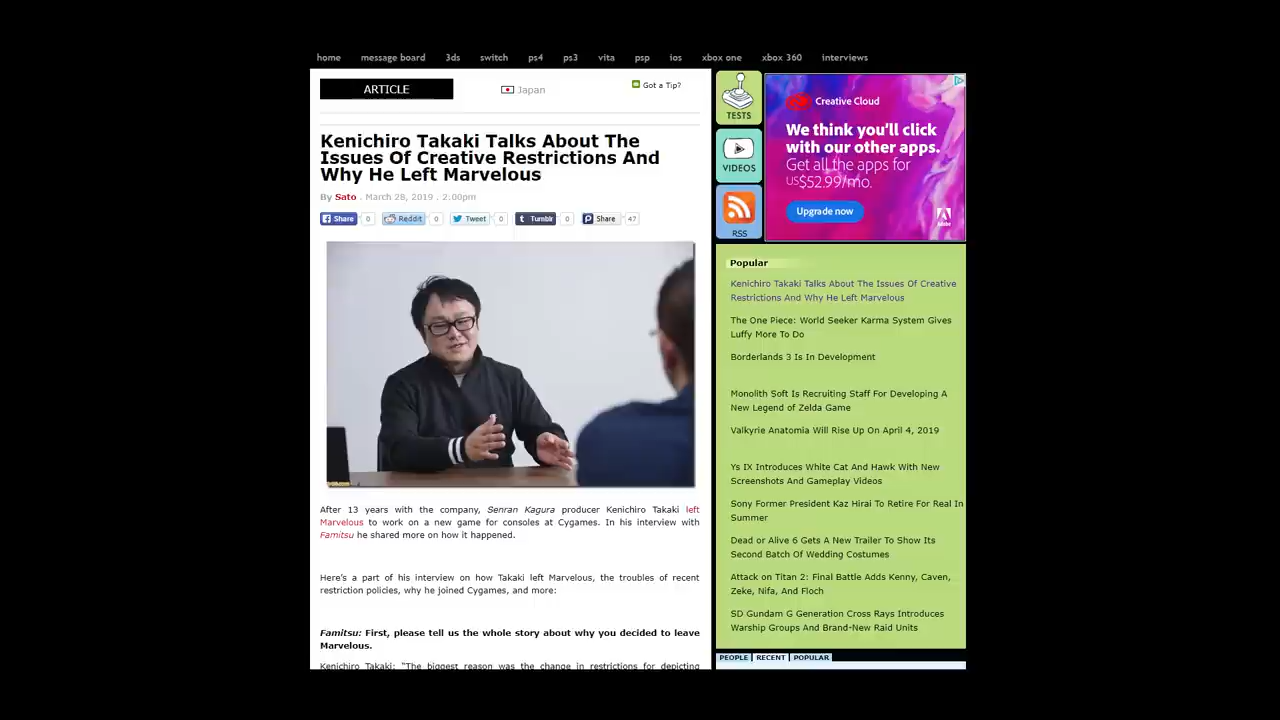 home message board 3ds switch ps4 ps3 vita psp ios xbox one xbox 360 interviews
ARTICLE
Japan
Got a Tip?
Kenichiro Takaki Talks About The
Issues Of Creative Restrictions And
Why He Left Marvelous
By Sato . March 28, 2019 . 2:00pm
Share 0 Reddit 0 Tweet 0 Tumblr 0 Share 47
After 13 years with the company, Senran Kagura producer Kenichiro Takaki left
Marvelous to work on a new game for consoles at Cygames. In his interview with
Famitsu he shared more on how it happened.
Here's a part of his interview on how Takaki left Marvelous, the troubles of recent
restriction policies, why he joined Cygames, and more:
Famitsu: First, please tell us the whole story about why you decided to leave
Marvelous.
Kenichiro Takaki: "The biggest reason was the change in restrictions for depicting
TESTS
VIDEOS
RSS
Creative Cloud
We think you'll click
with our other apps.
Get all the apps for
US$52.99/mo.
Upgrade now
Adobe
Popular
Kenichiro Takaki Talks About The Issues Of Creative
Restrictions And Why He Left Marvelous
The One Piece: World Seeker Karma System Gives
Luffy More To Do
Borderlands 3 Is In Development
Monolith Soft Is Recruiting Staff For Developing A
New Legend of Zelda Game
Valkyrie Anatomia Will Rise Up On April 4, 2019
Ys IX Introduces White Cat And Hawk With New
Screenshots And Gameplay Videos
Sony Former President Kaz Hirai To Retire For Real In
Summer
Dead or Alive 6 Gets A New Trailer To Show Its
Second Batch Of Wedding Costumes
Attack on Titan 2: Final Battle Adds Kenny, Caven,
Zeke, Nifa, And Floch
SD Gundam G Generation Cross Rays Introduces
Warship Groups And Brand-New Raid Units
PEOPLE RECENT POPULAR